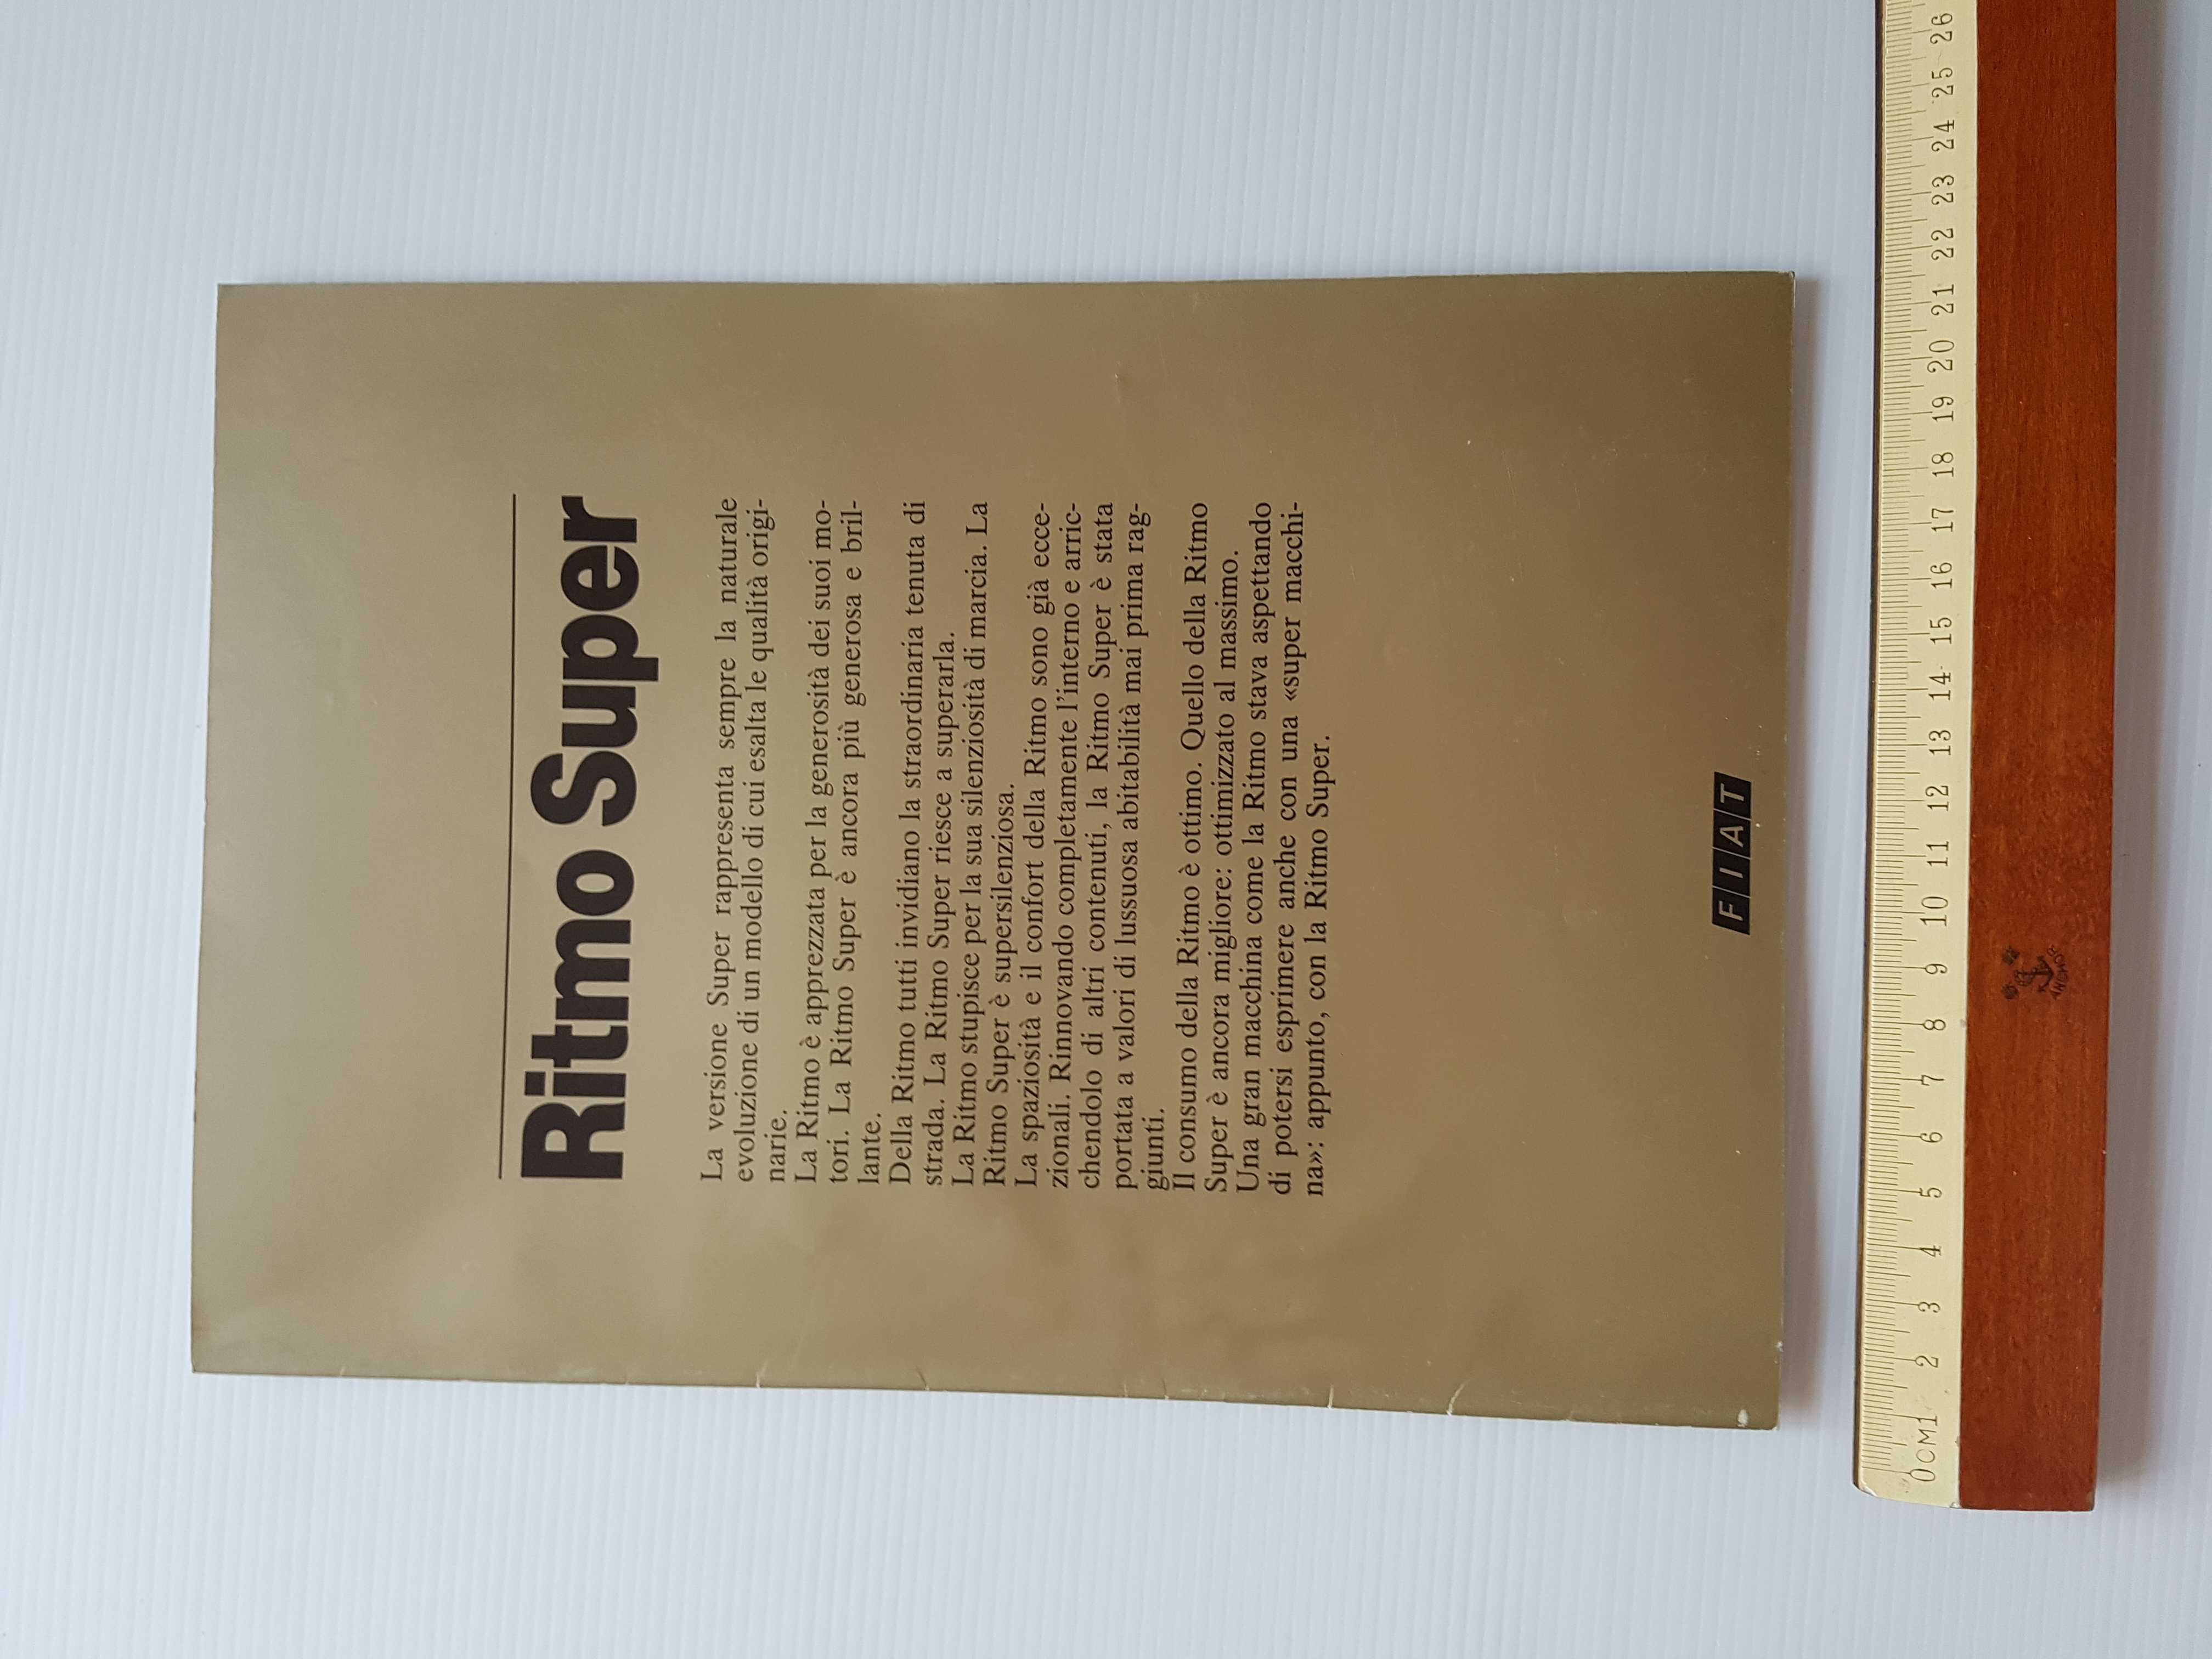 Ritmo Super
La versione Super rappresenta sempre la naturale
evoluzione di un modello di cui esalta le qualità origi-
narie.
La Ritmo è apprezzata per la generosità dei suoi mo-
tori. La Ritmo Super è ancora più generosa e bril-
lante.
Della Ritmo tutti invidiano la straordinaria tenuta di
strada. La Ritmo Super riesce a superarla.
La Ritmo stupisce per la sua silenziosità di marcia. La
Ritmo Super è supersilenziosa.
La spaziosità e il confort della Ritmo sono già ecce-
zionali. Rinnovando completamente l'interno e arric-
chendolo di altri contenuti, la Ritmo Super è stata
portata a valori di lussuosa abitabilità mai prima rag-
giunti.
Il consumo della Ritmo è ottimo. Quello della Ritmo
Super è ancora migliore: ottimizzato al massimo.
Una gran macchina come la Ritmo stava aspettando
di potersi esprimere anche con una «super macchi-
na»: appunto, con la Ritmo Super.
FIAT
0CM1 2 3 4 5 6 7 8 9 10 11 12 13 14 15 16 17 18 19 20 21 22 23 24 25 26
ANCHOR